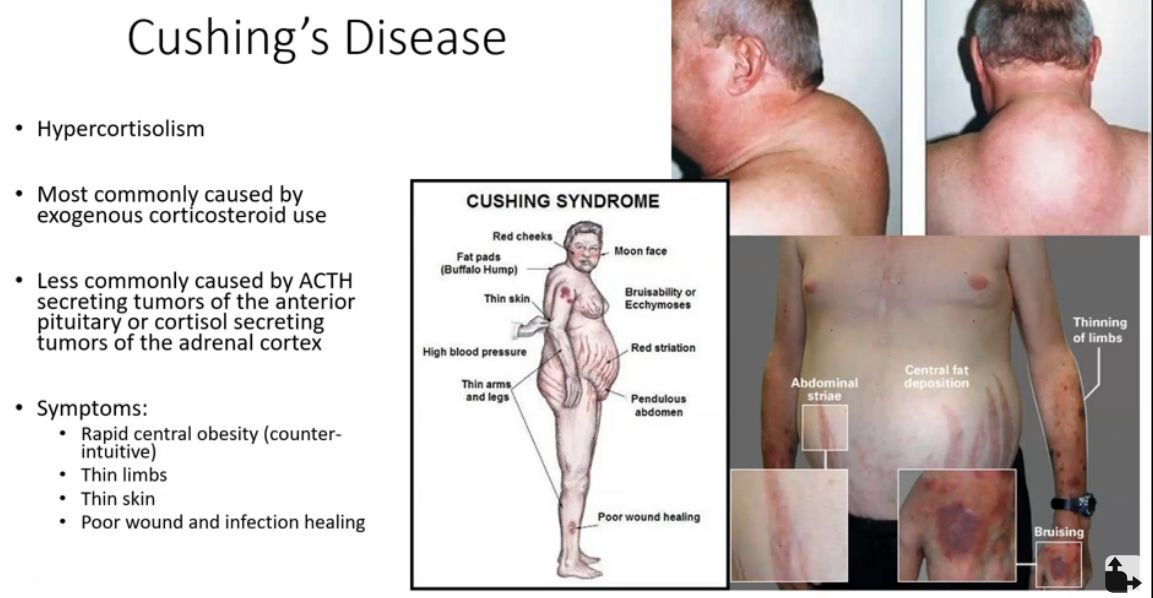 Cushing’s Disease
• Hypercortisolism
• Most commonly caused by
exogenous corticosteroid use
• Less commonly caused by ACTH
secreting tumors of the anterior
pituitary or cortisol secreting
tumors of the adrenal cortex
• Symptoms:
• Rapid central obesity (counter-
intuitive)
• Thin limbs
• Thin skin
• Poor wound and infection healing
CUSHING SYNDROME
Red cheeks
Moon face
Fat pads
(Buffalo Hump)
Thin skin
Bruisability or
Ecchymoses
High blood pressure
Red striation
Thin arms
and legs
Pendulous
abdomen
Poor wound healing
Thinning
of limbs
Central fat
deposition
Abdominal
striae
Bruising